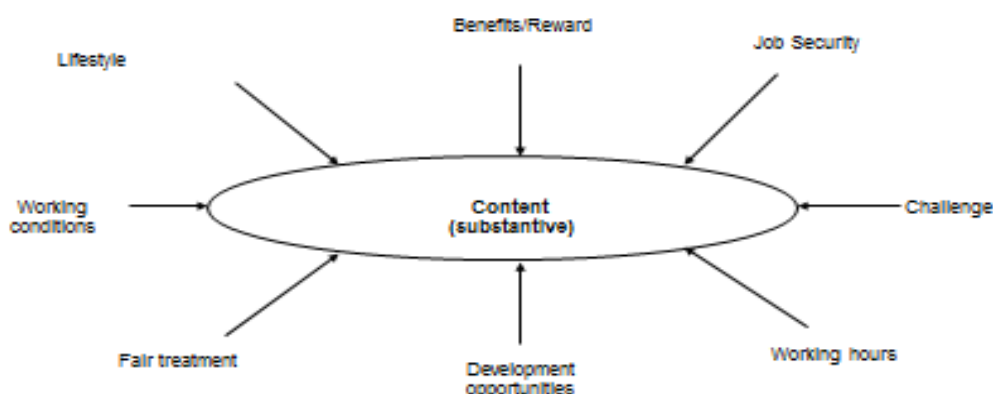 Benefits/Reward
Job Security
Lifestyle
Working
conditions
Content
(substantive)
Challenge
Fair treatment
Development
opportunities
Working hours